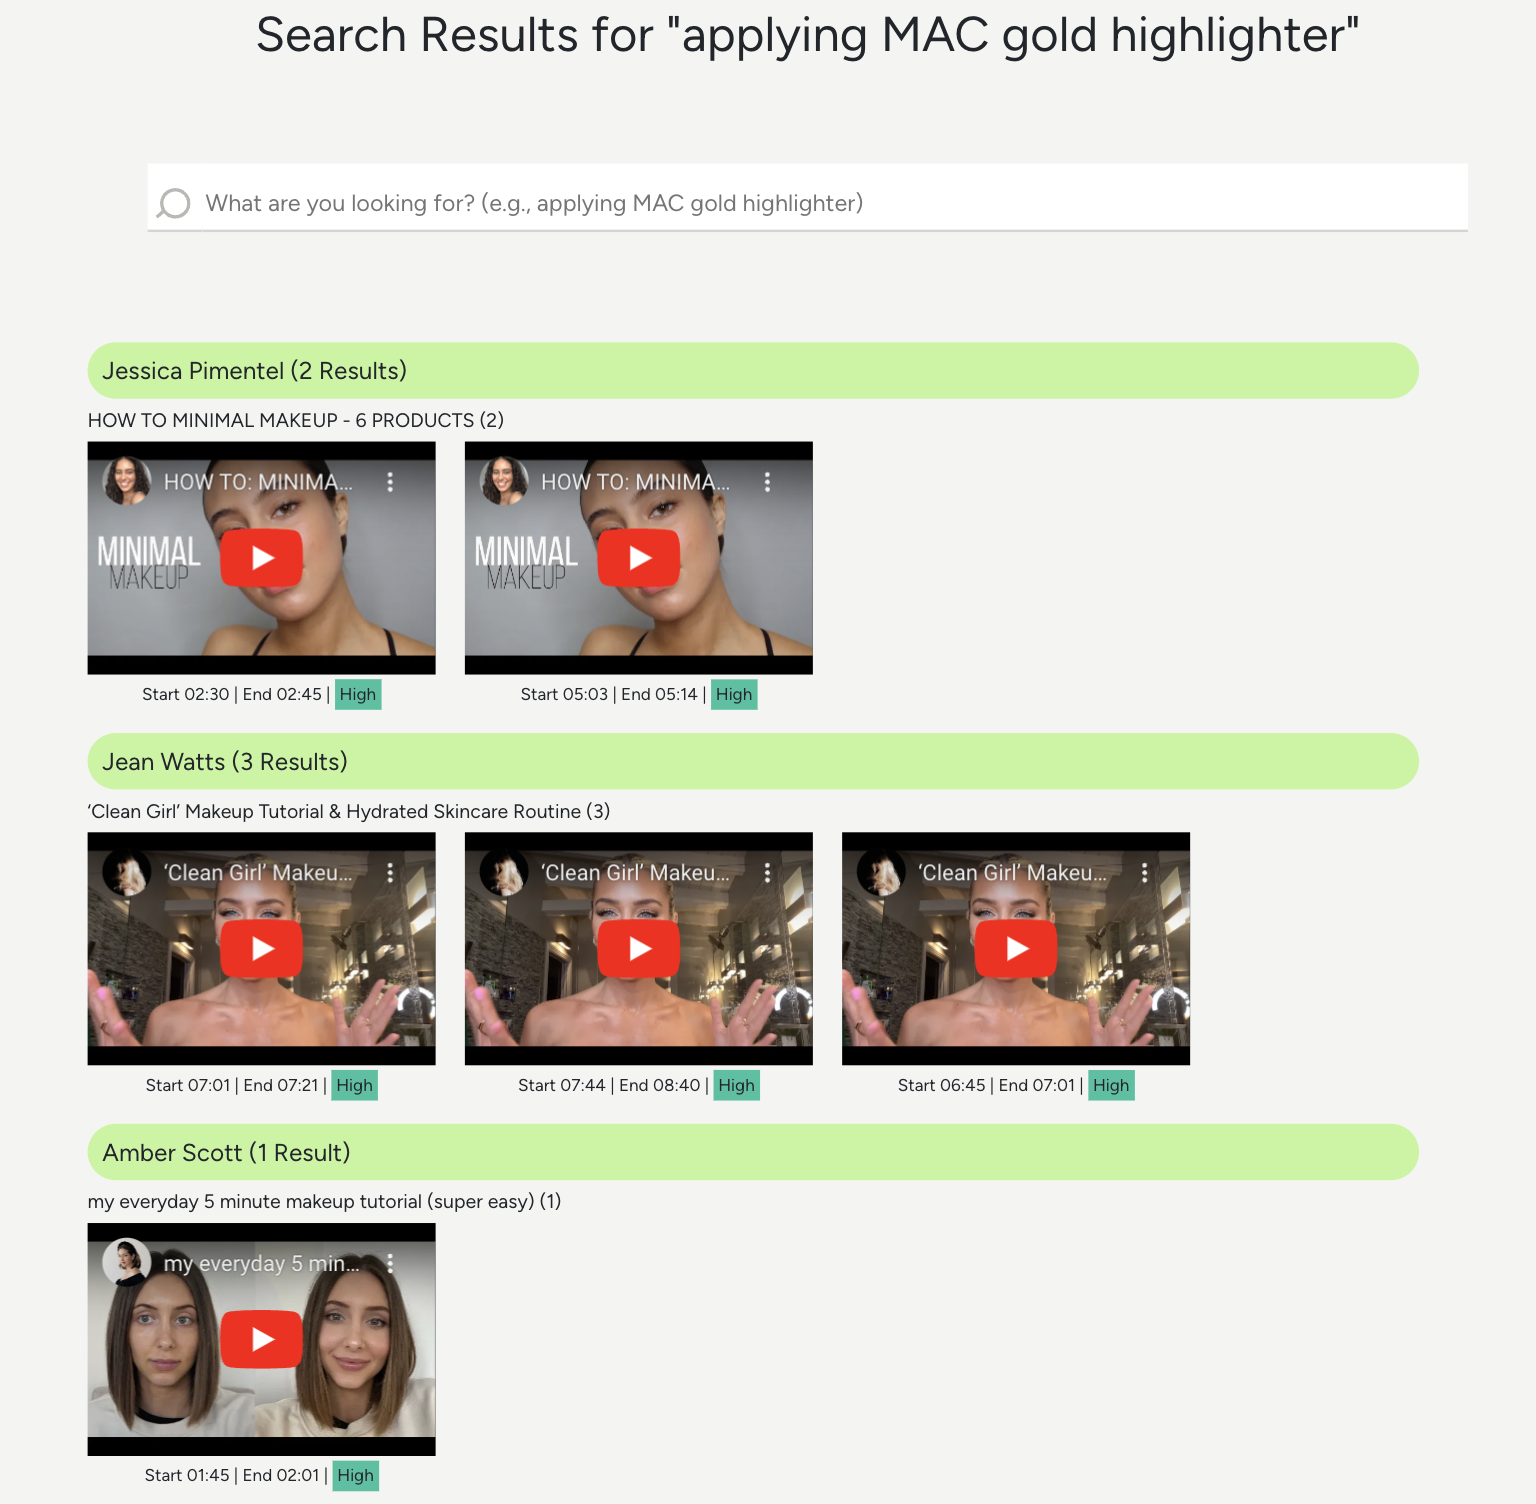 Search Results for "applying MAC gold highlighter"
What are you looking for? (e.g., applying MAC gold highlighter)
Jessica Pimentel (2 Results)
HOW TO MINIMAL MAKEUP - 6 PRODUCTS (2)
HOW TO: MINIMA...
MINIMAL
MAKEUP
HOW TO: MINIMA...
MINIMAL
MAKEUP
Start 02:30 | End 02:45 | High
Start 05:03 | End 05:14 | High
Jean Watts (3 Results)
‘Clean Girl’ Makeup Tutorial & Hydrated Skincare Routine (3)
‘Clean Girl’ Makeu...
‘Clean Girl’ Makeu...
‘Clean Girl’ Makeu...
Start 07:01 | End 07:21 | High
Start 07:44 | End 08:40 | High
Start 06:45 | End 07:01 | High
Amber Scott (1 Result)
my everyday 5 minute makeup tutorial (super easy) (1)
my everyday 5 min...
Start 01:45 | End 02:01 | High